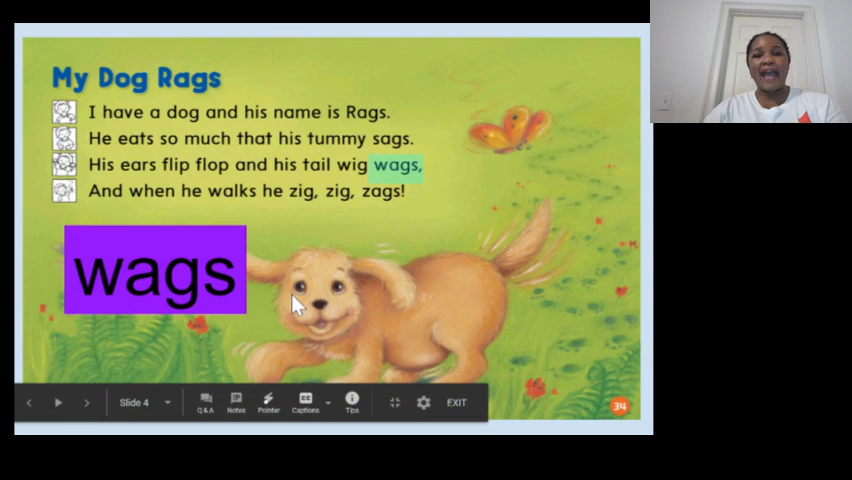 My Dog Rags
I have a dog and his name is Rags.
He eats so much that his tummy sags.
His ears flip flop and his tail wig wags,
And when he walks he zig, zig, zags!
wags
Slide 4
Q & A
Notes
Pointer
Captions
Tips
EXIT
34